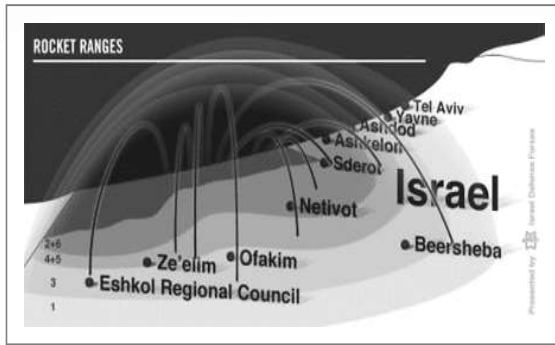 ROCKET RANGES
Tel Aviv
Yavne
Ashdod
Ashkelon
Sderot
Israel
Netivot
Beersheba
2+6
4+5
Ze'elim
Ofakim
3
Eshkol Regional Council
1
Presented by Israel Defense Forces